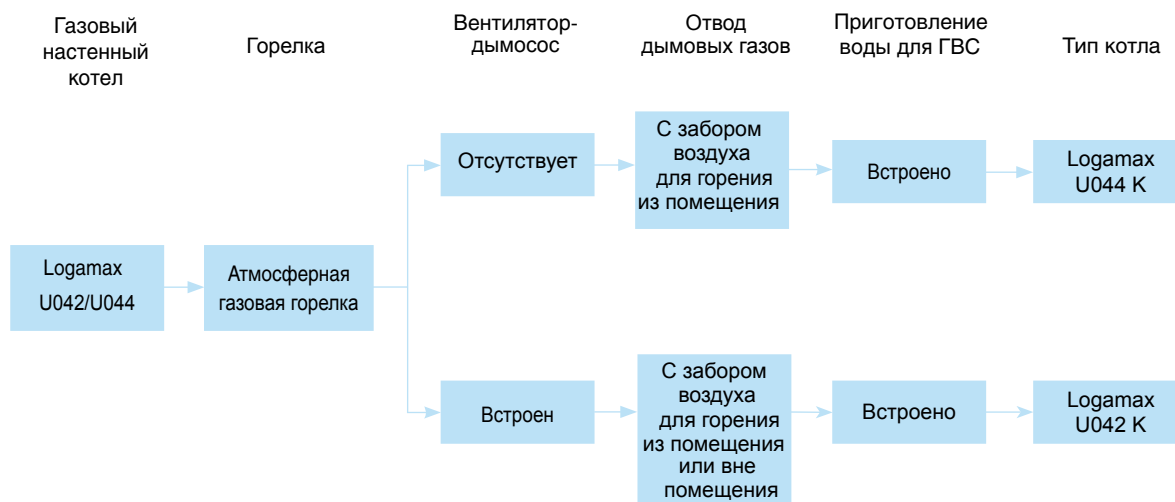 Газовый
настенный
котел
Горелка
Вентилятор-
дымосос
Отвод
дымовых газов
Приготовление
воды для ГВС
Тип котла
Logamax
U042/U044
Атмосферная
газовая горелка
Отсутствует
С забором
воздуха
для горения
из помещения
Встроено
Logamax
U044 K
Встроен
С забором
воздуха
для горения
из помещения
или вне
помещения
Встроено
Logamax
U042 K